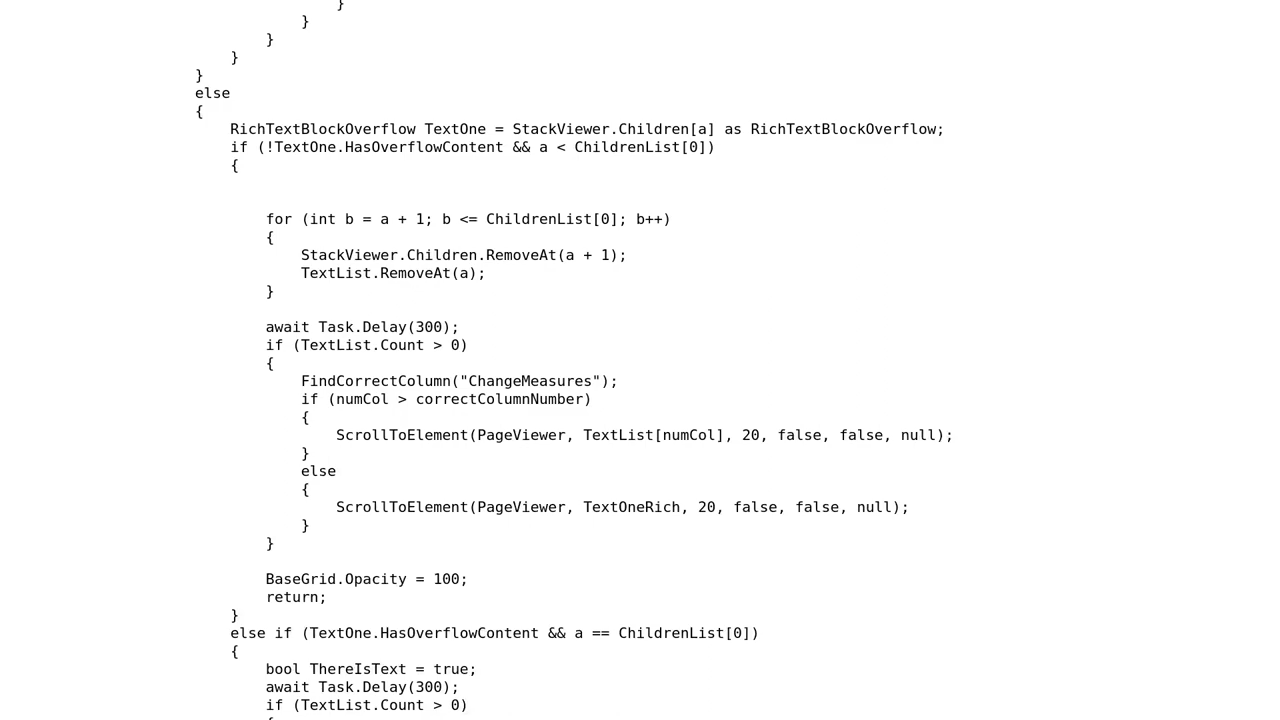 }
}
}
}
}
else
{
RichTextBlockOverflow TextOne = StackViewer.Children[a] as RichTextBlockOverflow;
if (!TextOne.HasOverflowContent && a < ChildrenList[0])
{
for (int b = a + 1; b <= ChildrenList[0]; b++)
{
StackViewer.Children.RemoveAt(a + 1);
TextList.RemoveAt(a);
}
await Task.Delay(300);
if (TextList.Count > 0)
{
FindCorrectColumn("ChangeMeasures");
if (numCol > correctColumnNumber)
{
ScrollToElement(PageViewer, TextList[numCol], 20, false, false, null);
}
else
{
ScrollToElement(PageViewer, TextOneRich, 20, false, false, null);
}
}
BaseGrid.Opacity = 100;
return;
}
else if (TextOne.HasOverflowContent && a == ChildrenList[0])
{
bool ThereIsText = true;
await Task.Delay(300);
if (TextList.Count > 0)
{